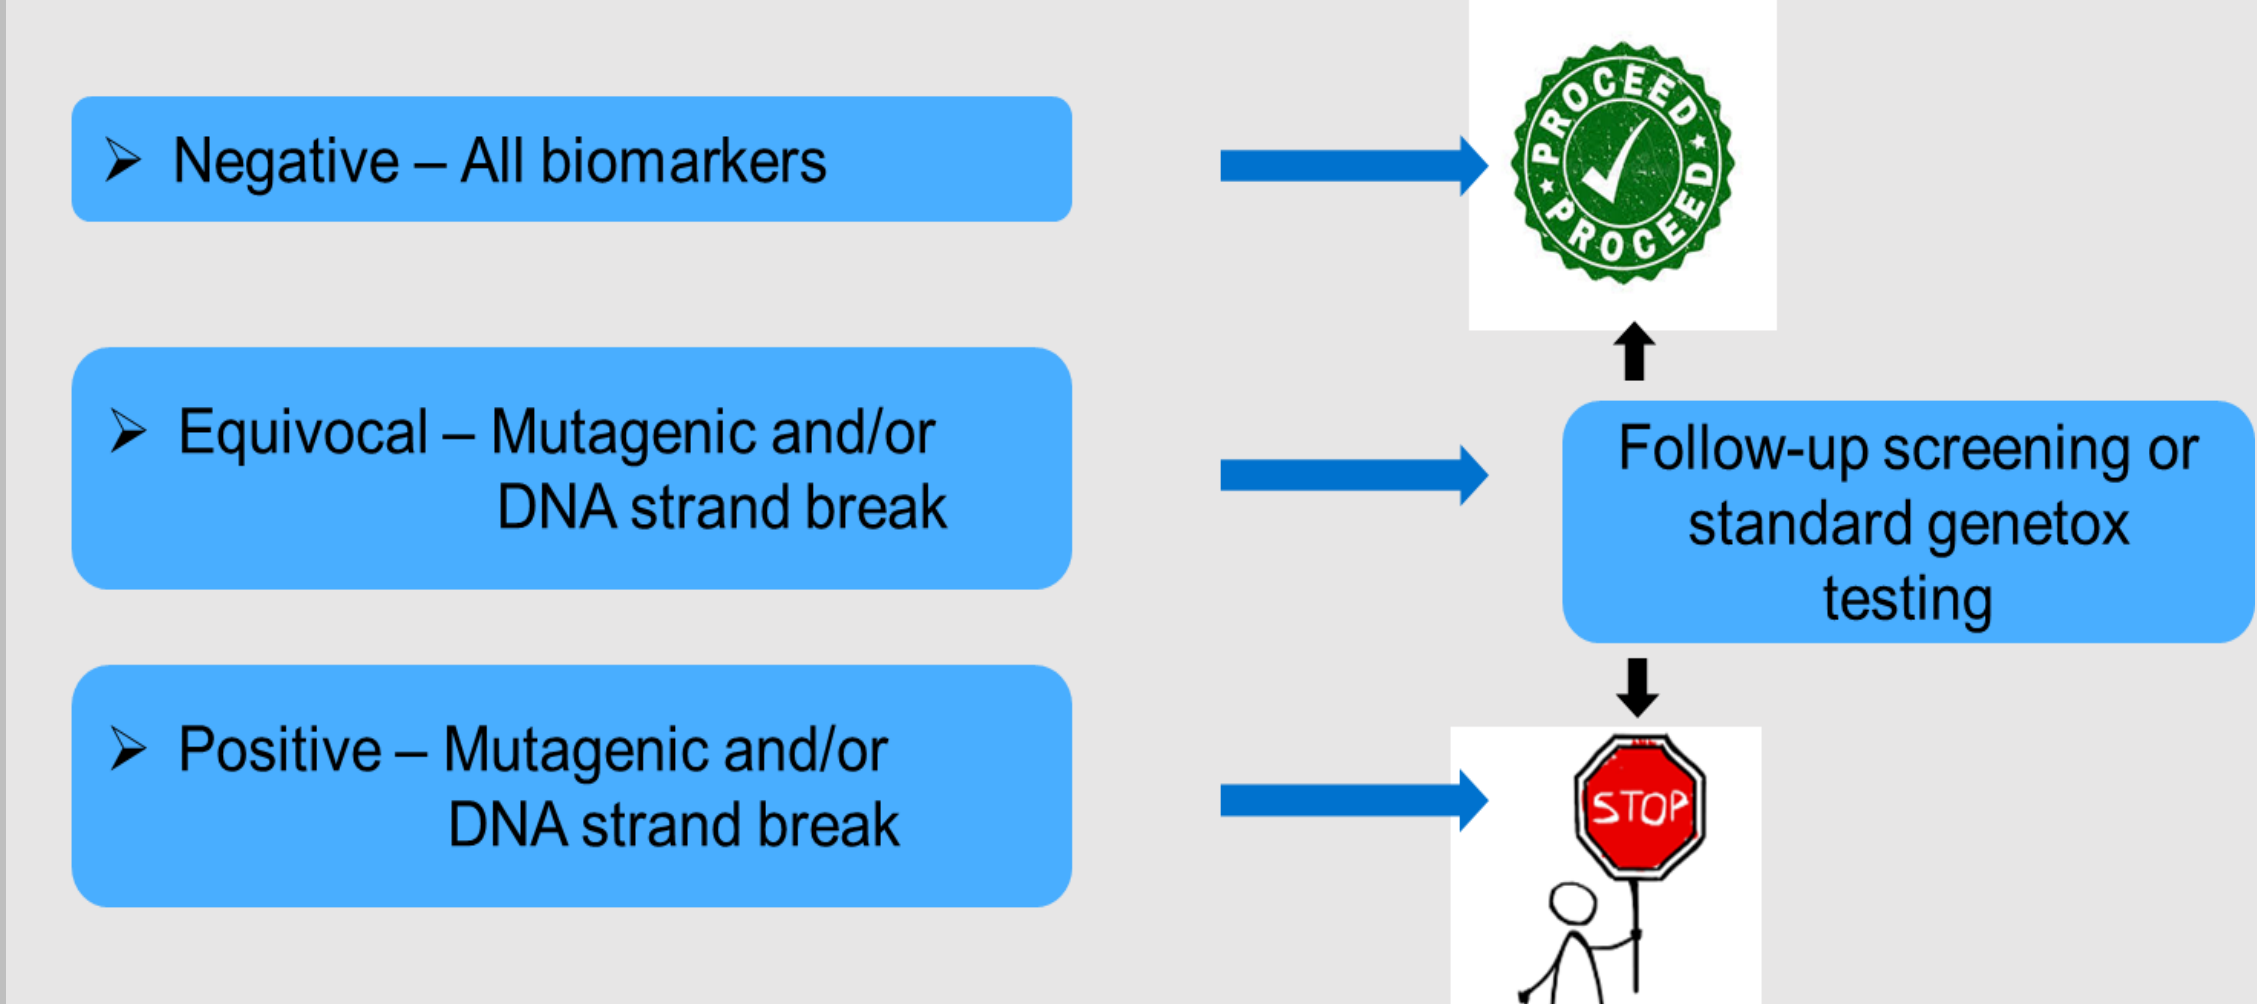 ➢ Negative – All biomarkers
PROCEED
PROCEED
➢ Equivocal – Mutagenic and/or
DNA strand break
Follow-up screening or
standard genetox
testing
➢ Positive – Mutagenic and/or
DNA strand break
STOP